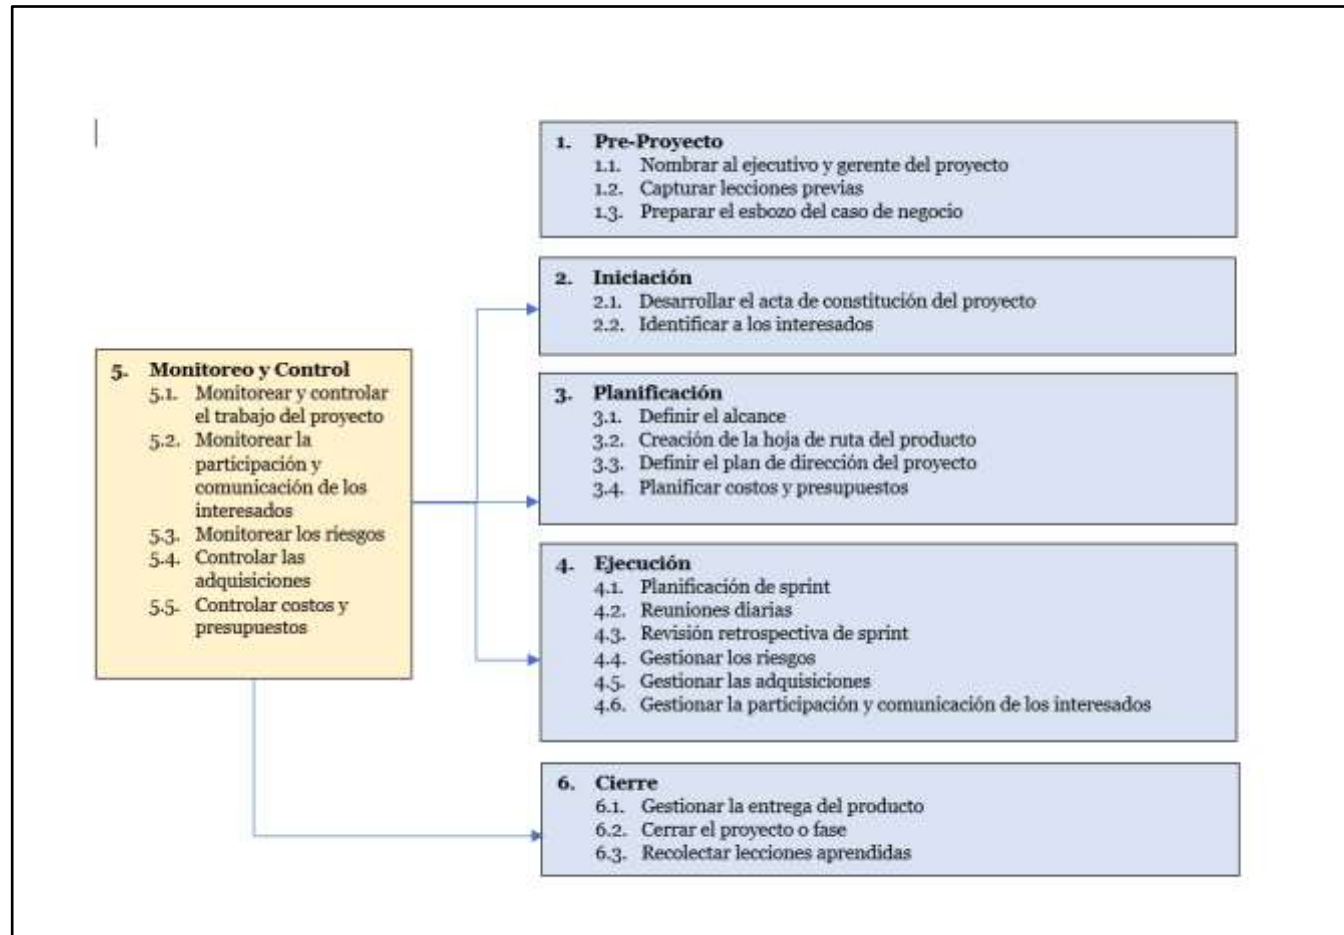 1. Pre-Proyecto
1.1. Nombrar al ejecutivo y gerente del proyecto
1.2. Capturar lecciones previas
1.3. Preparar el esbozo del caso de negocio
2. Iniciación
2.1. Desarrollar el acta de constitución del proyecto
2.2. Identificar a los interesados
3. Planificación
3.1. Definir el alcance
3.2. Creación de la hoja de ruta del producto
3.3. Definir el plan de dirección del proyecto
3.4. Planificar costos y presupuestos
4. Ejecución
4.1. Planificación de sprint
4.2. Reuniones diarias
4.3. Revisión retrospectiva de sprint
4.4. Gestionar los riesgos
4.5. Gestionar las adquisiciones
4.6. Gestionar la participación y comunicación de los interesados
5. Monitoreo y Control
5.1. Monitorear y controlar
el trabajo del proyecto
5.2. Monitorear la
participación y
comunicación de los
interesados
5.3. Monitorear los riesgos
5.4. Controlar las
adquisiciones
5.5. Controlar costos y
presupuestos
6. Cierre
6.1. Gestionar la entrega del producto
6.2. Cerrar el proyecto o fase
6.3. Recolectar lecciones aprendidas